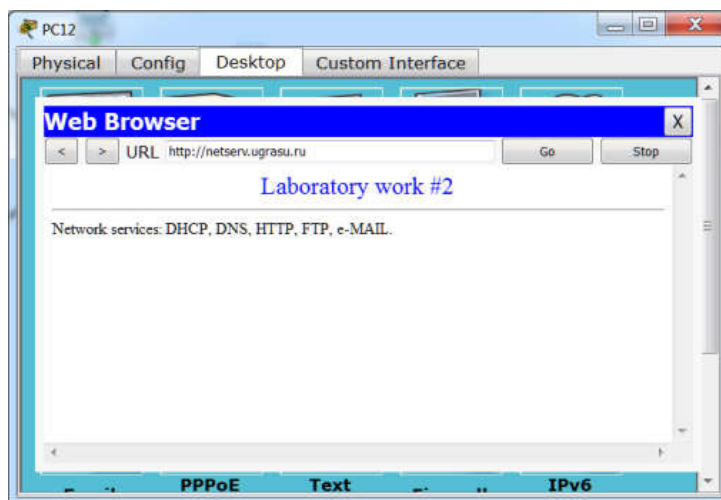 PC12
Physical Config Desktop Custom Interface
Web Browser X
< > URL http://netserv.ugrasu.ru Go Stop
Laboratory work #2
Network services: DHCP, DNS, HTTP, FTP, e-MAIL.
PPPoE Text IPv6